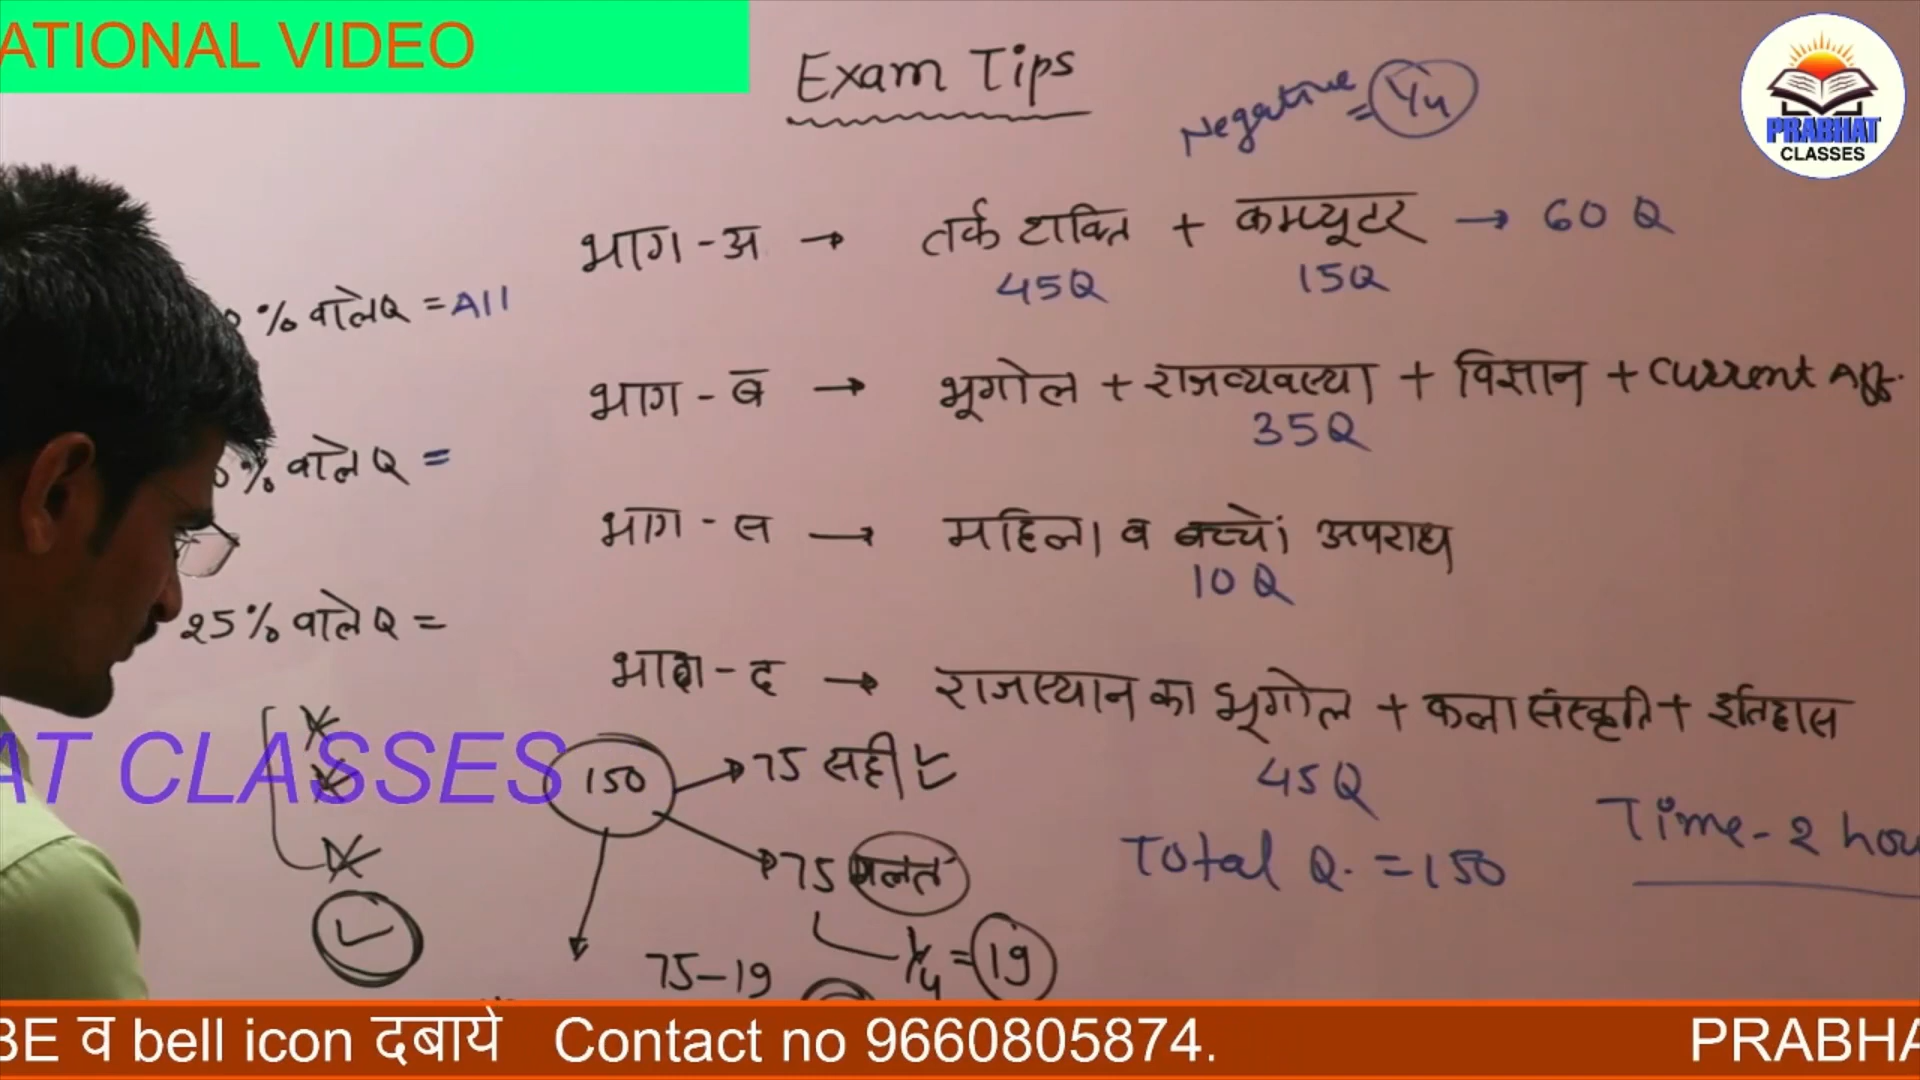 ATIONAL VIDEO
Exam Tips
Negative = 1/4
PRABHAT
CLASSES
भाग - अ → तर्क शक्ति + कम्प्यूटर → 60 Q
45Q 15Q
% वाले Q = All
भाग - ब → भूगोल + राजव्यवस्था + विज्ञान + Current Aff.
35Q
% वाले Q =
भाग - स → महिला व बच्चों अपराध
10 Q
25% वाले Q =
भाग - द → राजस्थान का भूगोल + कला संस्कृति + इतिहास
45Q
AT CLASSES
150 → 75 सही
Time - 2 hou
75 गलत
Total Q. = 150
1/4 = 19
75-19
BE व bell icon दबाये Contact no 9660805874. PRABHA